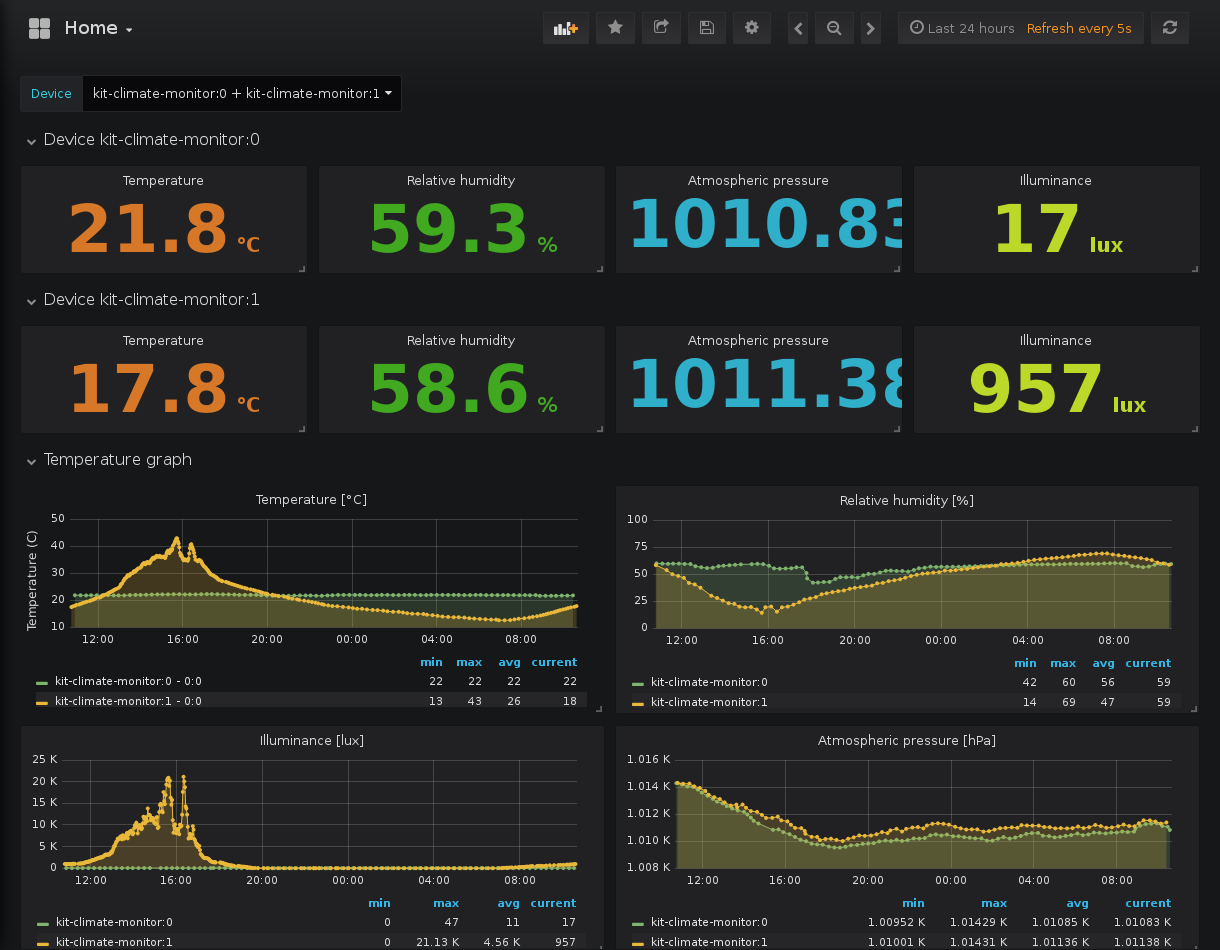 Home
Last 24 hours Refresh every 5s
Device kit-climate-monitor:0 + kit-climate-monitor:1
Device kit-climate-monitor:0
Temperature Relative humidity Atmospheric pressure Illuminance
21.8 °C 59.3 % 1010.83 17 lux
Device kit-climate-monitor:1
Temperature Relative humidity Atmospheric pressure Illuminance
17.8 °C 58.6 % 1011.38 957 lux
Temperature graph
Temperature [°C]
Temperature (C)
50
40
30
20
10
12:00 16:00 20:00 00:00 04:00 08:00
min max avg current
kit-climate-monitor:0 - 0:0 22 22 22 22
kit-climate-monitor:1 - 0:0 13 43 26 18
Relative humidity [%]
100
75
50
25
0
12:00 16:00 20:00 00:00 04:00 08:00
min max avg current
kit-climate-monitor:0 42 60 56 59
kit-climate-monitor:1 14 69 47 59
Illuminance [lux]
25 K
20 K
15 K
10 K
5 K
0
12:00 16:00 20:00 00:00 04:00 08:00
min max avg current
kit-climate-monitor:0 0 47 11 17
kit-climate-monitor:1 0 21.13 K 4.56 K 957
Atmospheric pressure [hPa]
1.016 K
1.014 K
1.012 K
1.010 K
1.008 K
12:00 16:00 20:00 00:00 04:00 08:00
min max avg current
kit-climate-monitor:0 1.00952 K 1.01429 K 1.01085 K 1.01083 K
kit-climate-monitor:1 1.01001 K 1.01431 K 1.01136 K 1.01138 K